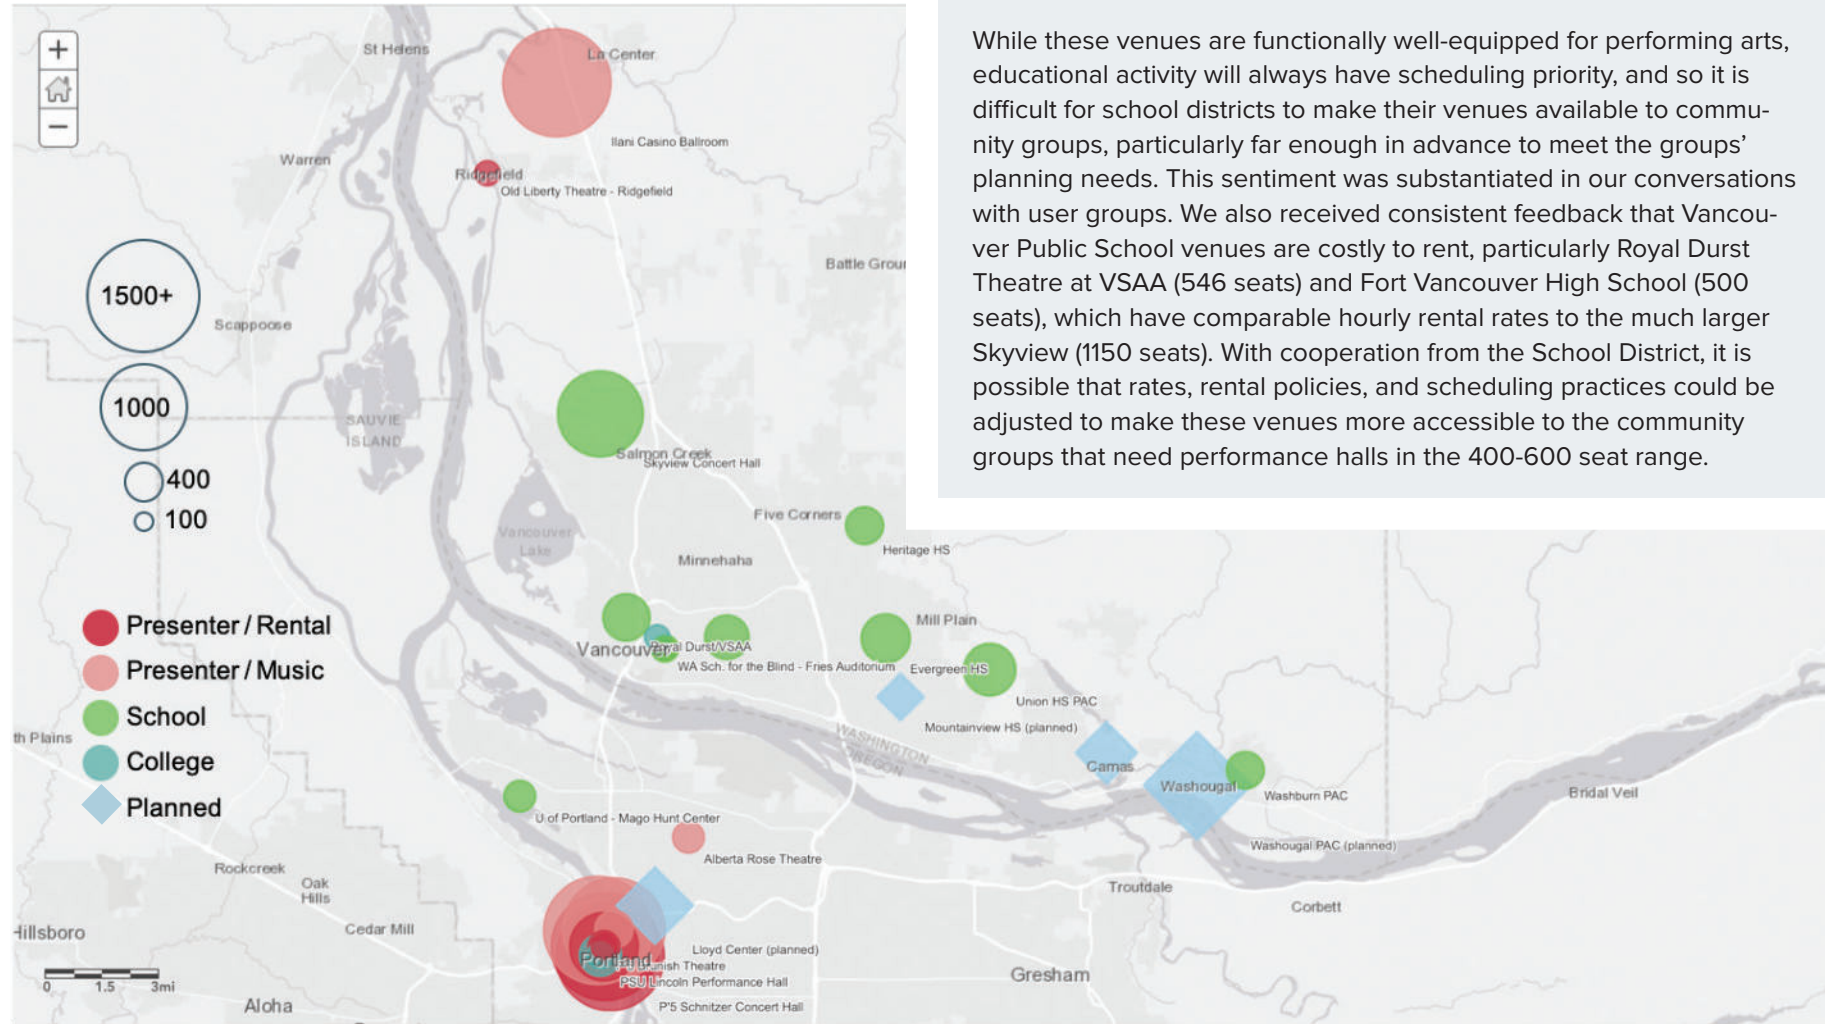 While these venues are functionally well-equipped for performing arts,
educational activity will always have scheduling priority, and so it is
difficult for school districts to make their venues available to commu-
nity groups, particularly far enough in advance to meet the groups’
planning needs. This sentiment was substantiated in our conversations
with user groups. We also received consistent feedback that Vancou-
ver Public School venues are costly to rent, particularly Royal Durst
Theatre at VSAA (546 seats) and Fort Vancouver High School (500
seats), which have comparable hourly rental rates to the much larger
Skyview (1150 seats). With cooperation from the School District, it is
possible that rates, rental policies, and scheduling practices could be
adjusted to make these venues more accessible to the community
groups that need performance halls in the 400-600 seat range.
+
−
St Helens
La Center
Ilani Casino Ballroom
Warren
Ridgefield
Old Liberty Theatre - Ridgefield
Battle Grour
1500+
Scappoose
1000
SAUVIE
ISLAND
Salmon Creek
Skyview Concert Hall
400
100
Five Corners
Heritage HS
Vancouver
Lake
Minnehaha
Presenter / Rental
Presenter / Music
School
College
Planned
Mill Plain
Vancouver
Royal Durst/VSAA
WA Sch. for the Blind - Fries Auditorium
Evergreen HS
Union HS PAC
Mountainview HS (planned)
WASHINGTON
OREGON
th Plains
Camas
Washougal
Washburn PAC
Bridal Veil
Washougal PAC (planned)
U of Portland - Mago Hunt Center
Alberta Rose Theatre
Rockcreek
Oak
Hills
Troutdale
Corbett
Cedar Mill
Hillsboro
Lloyd Center (planned)
Portland
Theatre
PSU Lincoln Performance Hall
P'5 Schnitzer Concert Hall
Gresham
0 1.5 3mi
Aloha